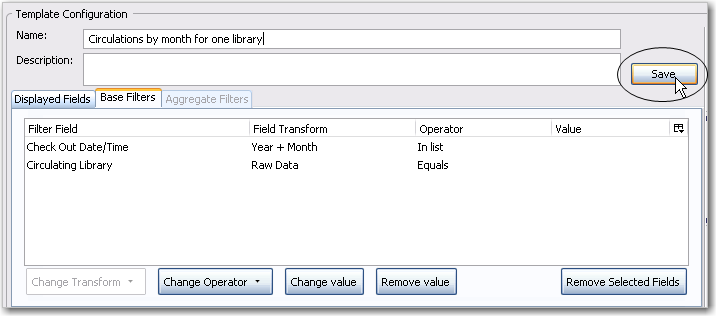 Template Configuration
Name: Circulations by month for one library
Description:
Save
Displayed Fields Base Filters Aggregate Filters
Filter Field Field Transform Operator Value
Check Out Date/Time Year + Month In list
Circulating Library Raw Data Equals
Change Transform Change Operator Change value Remove value Remove Selected Fields